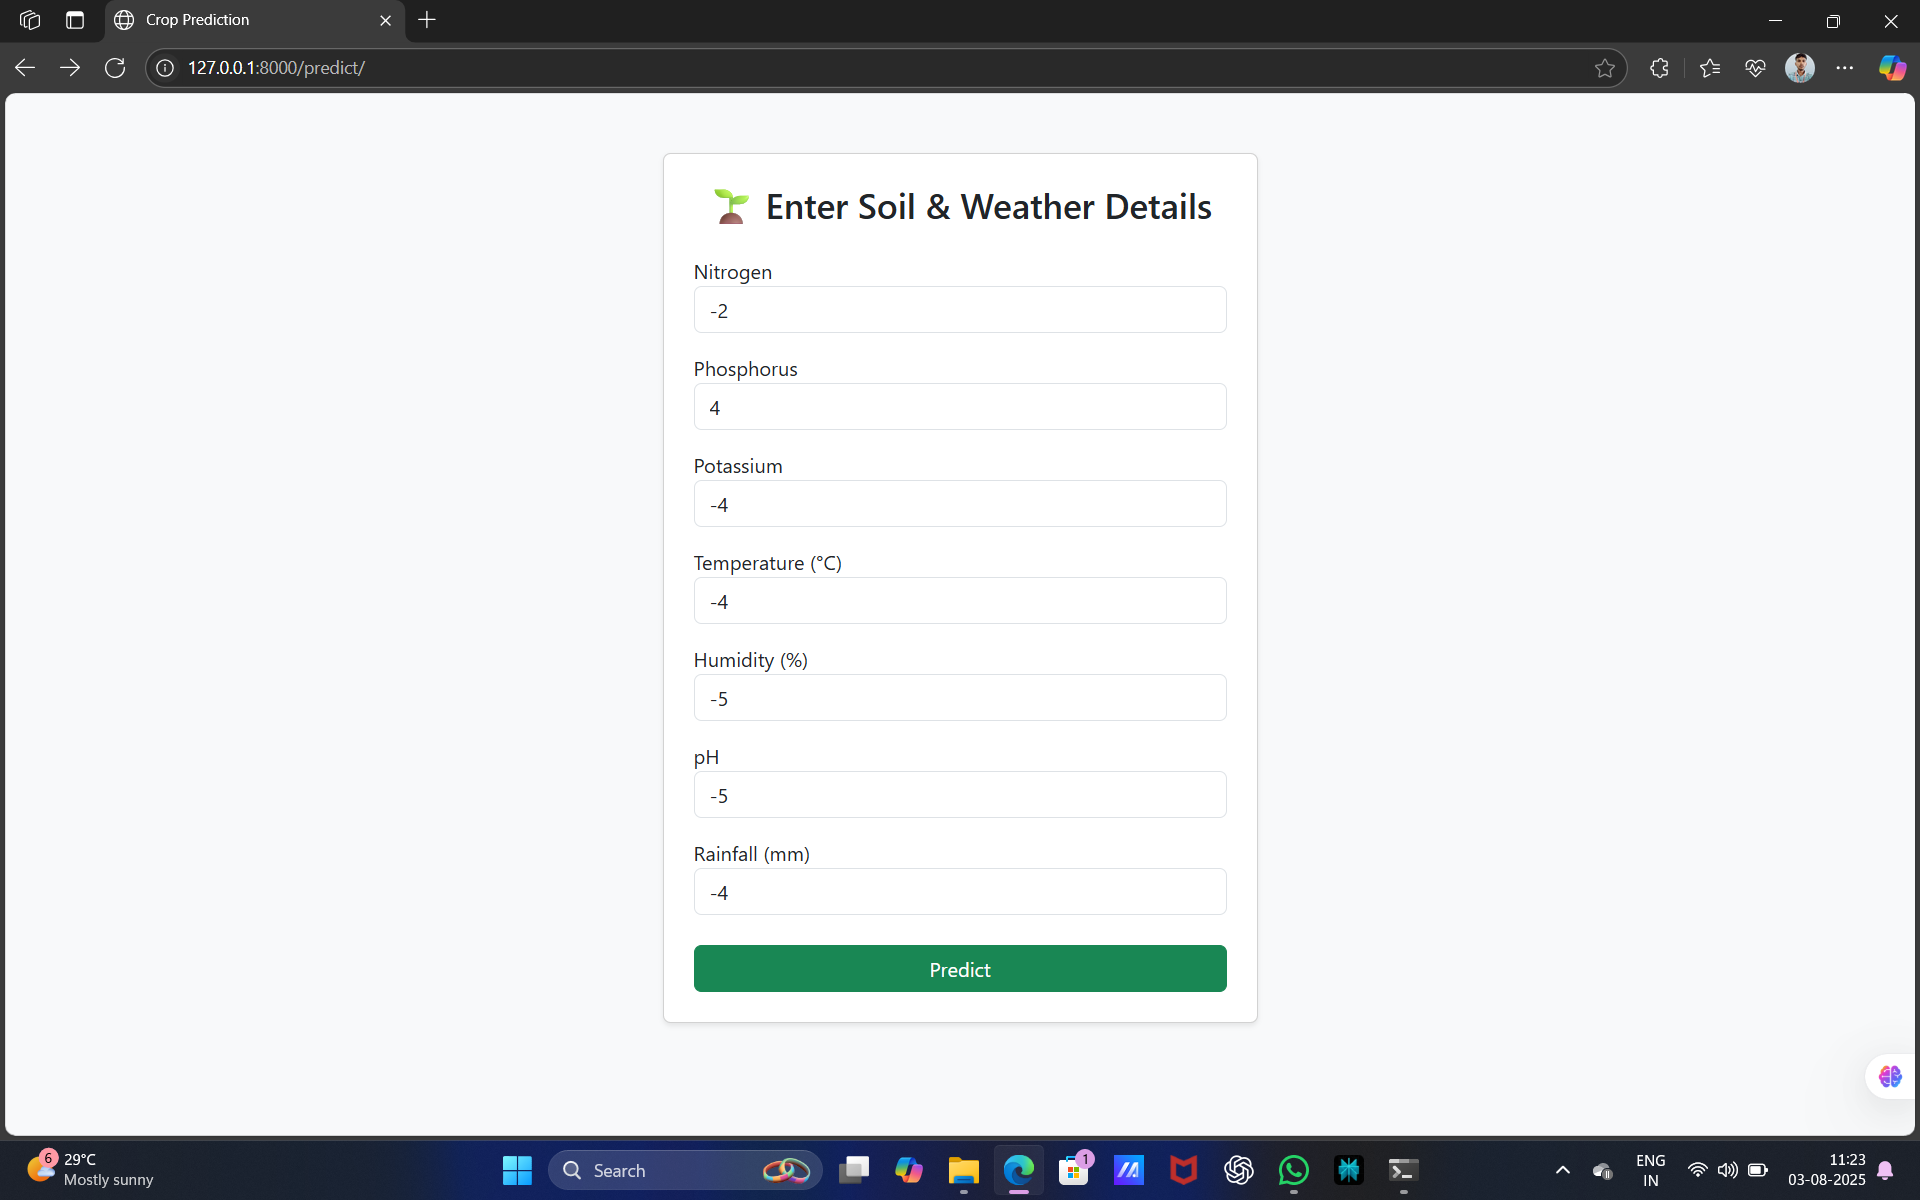 Crop Prediction
127.0.0.1:8000/predict/
Enter Soil & Weather Details
Nitrogen
-2
Phosphorus
4
Potassium
-4
Temperature (°C)
-4
Humidity (%)
-5
pH
-5
Rainfall (mm)
-4
Predict
6
29°C
Mostly sunny
Search
1
ENG
IN
11:23
03-08-2025